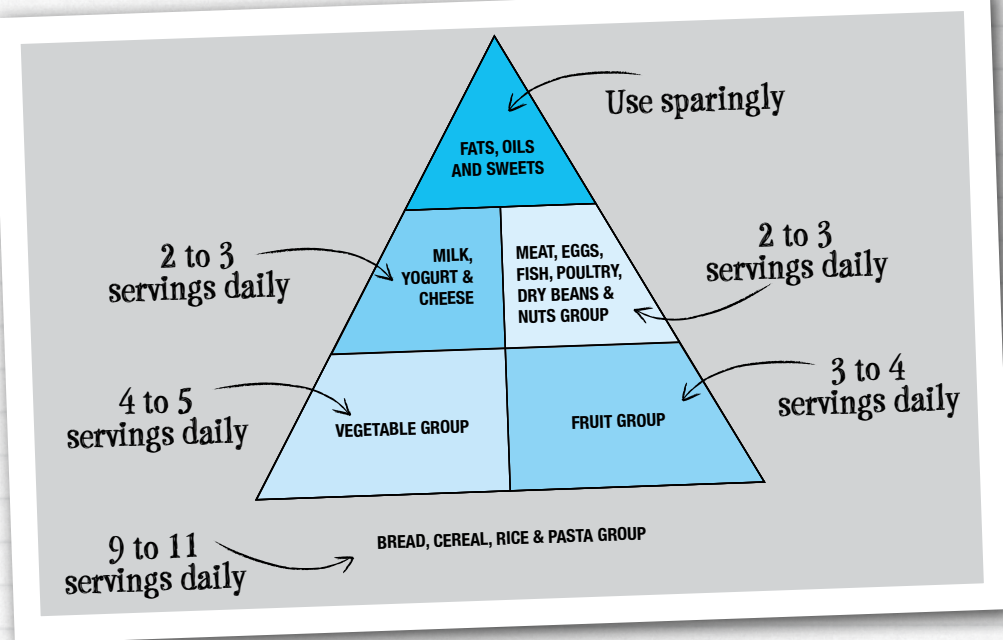 Use sparingly
FATS, OILS
AND SWEETS
2 to 3
servings daily
MILK,
YOGURT &
CHEESE
MEAT, EGGS,
FISH, POULTRY,
DRY BEANS &
NUTS GROUP
2 to 3
servings daily
4 to 5
servings daily
VEGETABLE GROUP
FRUIT GROUP
3 to 4
servings daily
9 to 11
servings daily
BREAD, CEREAL, RICE & PASTA GROUP